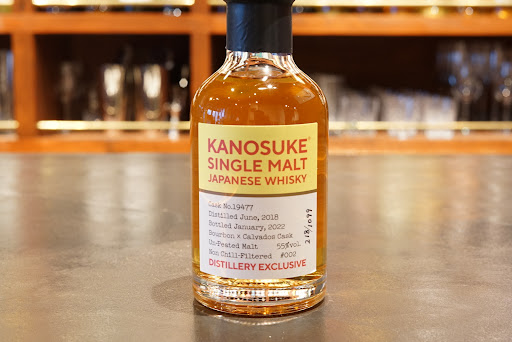 KANOSUKE®
SINGLE MALT
JAPANESE WHISKY
Cask No.19477
Distilled June, 2018
Bottled January, 2022
Bourbon × Calvados Cask
Un-Peated Malt 55%vol.
Non Chill-Filtered #002
DISTILLERY EXCLUSIVE